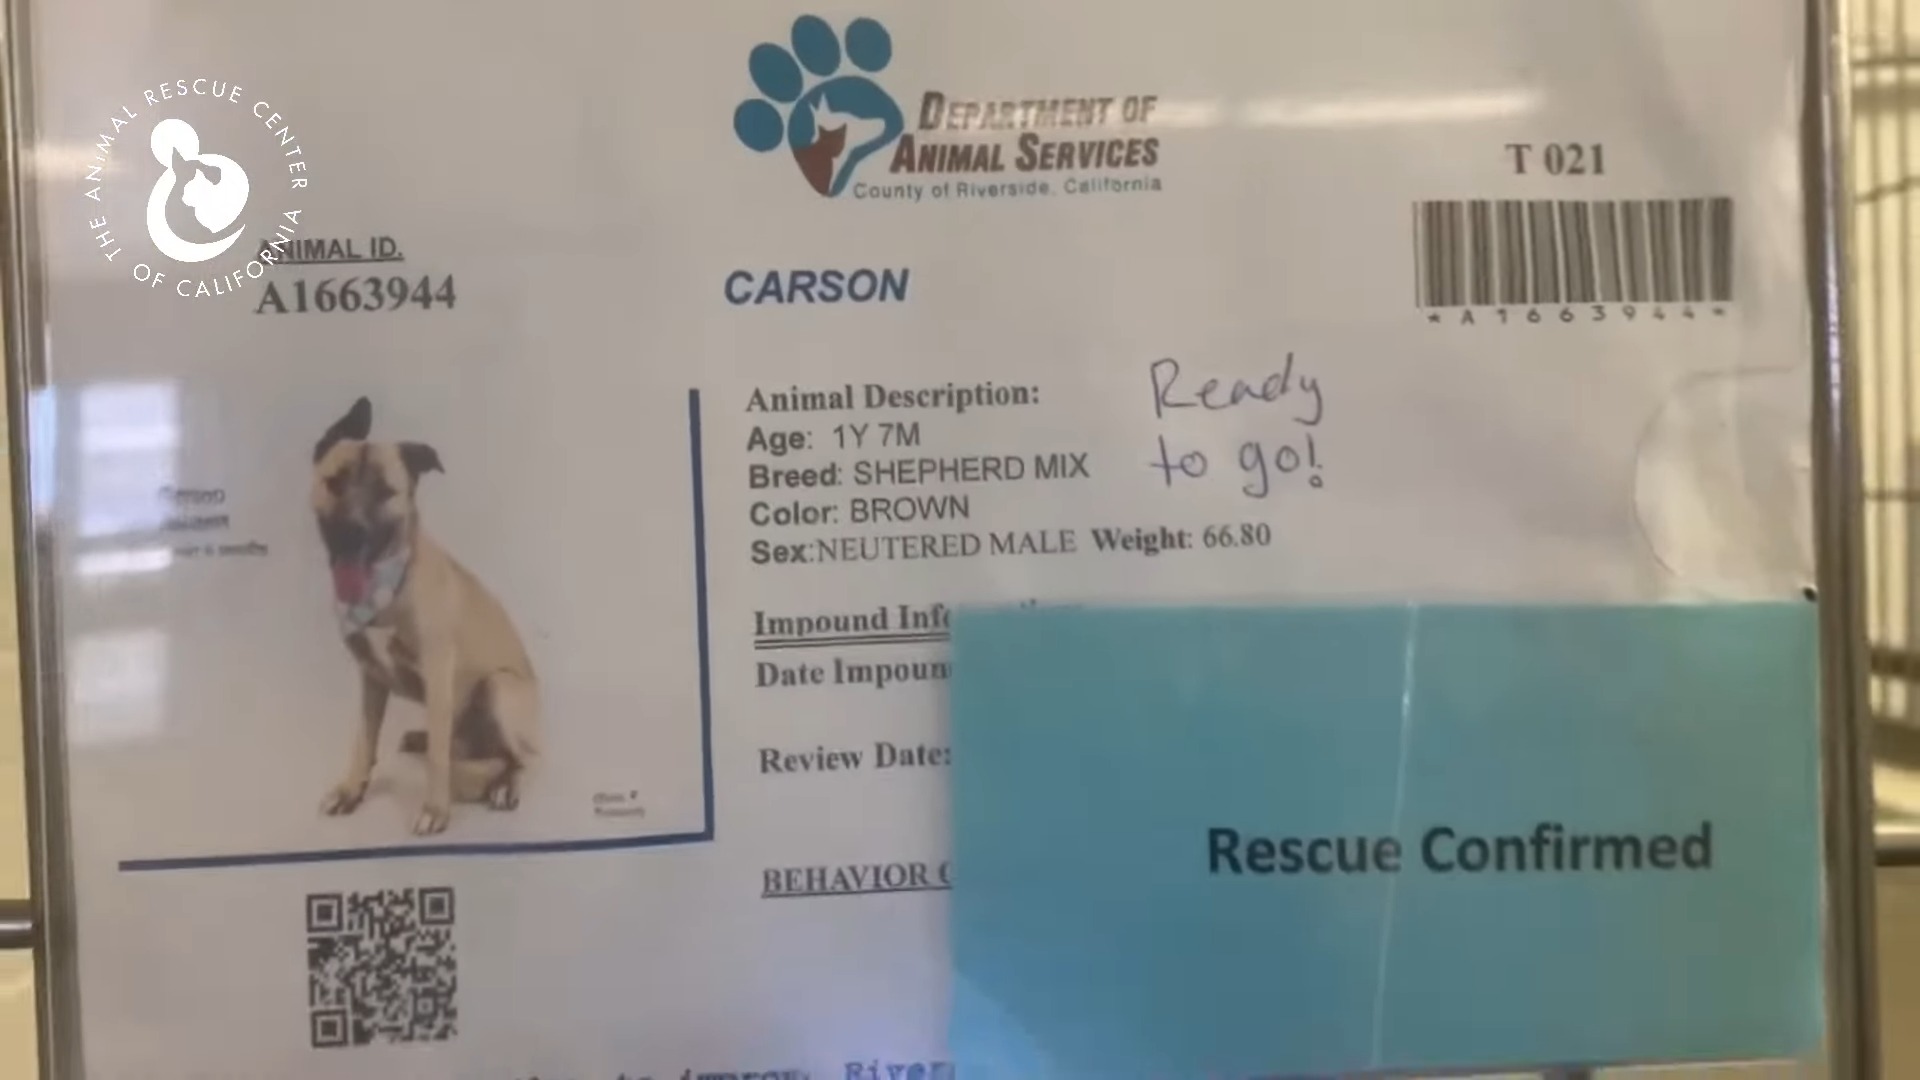 THE ANIMAL RESCUE CENTER OF CALIFORNIA
DEPARTMENT OF
ANIMAL SERVICES
County of Riverside, California
T 021
*A1663944*
ANIMAL ID.
A1663944
CARSON
Ready
to go!
Animal Description:
Age: 1Y 7M
Breed: SHEPHERD MIX
Color: BROWN
Sex:NEUTERED MALE Weight: 66.80
Impound
Date
Review Date:
BEHAVIOR
Rescue Confirmed